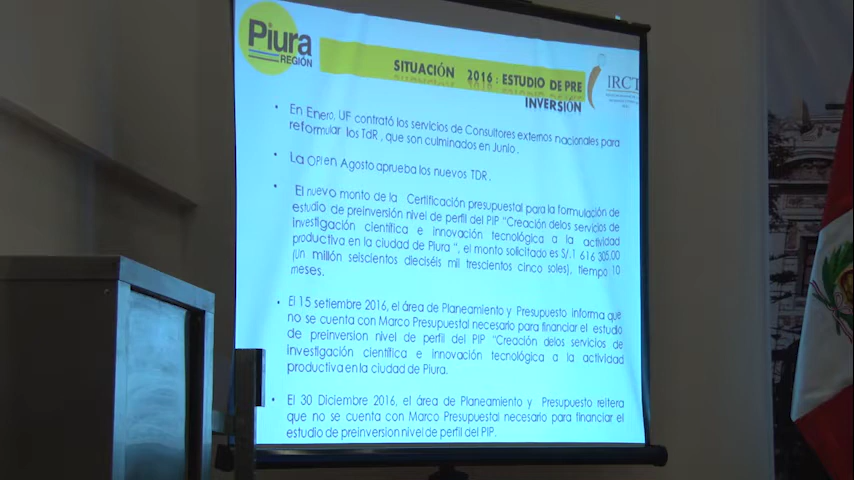 Piura
REGIÓN
SITUACIÓN 2016 : ESTUDIO DE PRE
INVERSIÓN
IRCT
• En Enero, UF contrató los servicios de Consultores externos nacionales para
reformular los TdR , que son culminados en Junio .
• La OPI en Agosto aprueba los nuevos TDR .
• El nuevo monto de la Certificación presupuestal para la formulación de
estudio de preinversión nivel de perfil del PIP "Creación delos servicios de
investigación científica e innovación tecnológica a la actividad
productiva en la ciudad de Piura ", el monto solicitado es S/.1 616 305.00
(un millón seiscientos dieciséis mil trescientos cinco soles), tiempo 10
meses.
• El 15 setiembre 2016, el área de Planeamiento y Presupuesto informa que
no se cuenta con Marco Presupuestal necesario para financiar el estudio
de preinversion nivel de perfil del PIP "Creación delos servicios de
investigación científica e innovación tecnológica a la actividad
productiva en la ciudad de Piura.
• El 30 Diciembre 2016, el área de Planeamiento y Presupuesto reitera
que no se cuenta con Marco Presupuestal necesario para financiar el
estudio de preinversion nivel de perfil del PIP.